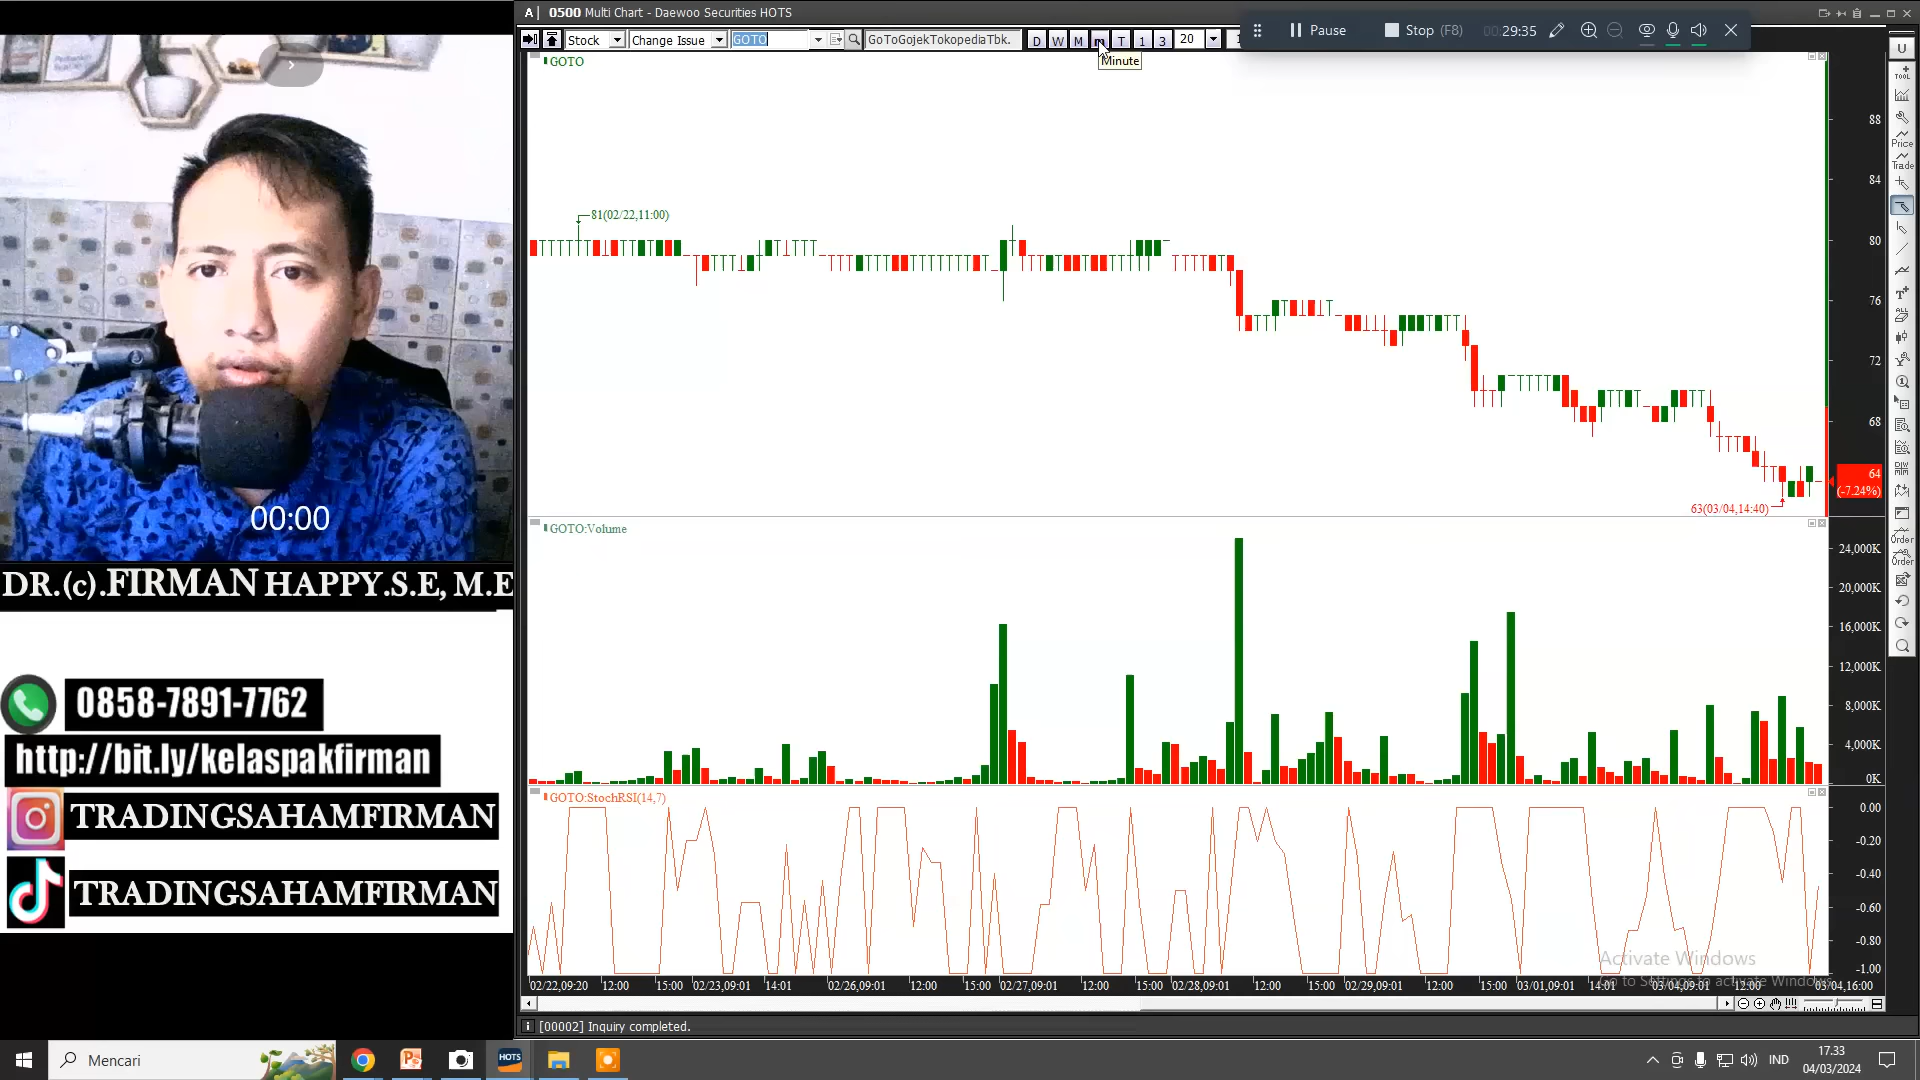 A | 0500 Multi Chart - Daewoo Securities HOTS
Stock
Change Issue
GOTO
GoToGojekTokopediaTbk.
D W M m T 1 3 20
Pause
Stop (F8)
00:29:35
Minute
GOTO
81(02/22,11:00)
63(03/04,14:40)
88
84
80
76
72
68
64
(-7.24%)
U
TOOL
Price
Trade
Order
Order
GOTO:Volume
24,000K
20,000K
16,000K
12,000K
8,000K
4,000K
0K
GOTO:StochRSI(14,7)
0.00
-0.20
-0.40
-0.60
-0.80
-1.00
02/22,09:20 12:00 15:00 02/23,09:01 14:01 02/26,09:01 12:00 15:00 02/27,09:01 12:00 15:00 02/28,09:01 12:00 15:00 02/29,09:01 12:00 15:00 03/01,09:01 14:01 03/04,09:01 12:00 03/04,16:00
Activate Windows
Go to Settings to activate Windows.
[00002] Inquiry completed.
00:00
DR.(c).FIRMAN HAPPY.S.E, M.E
0858-7891-7762
http://bit.ly/kelaspakfirman
TRADINGSAHAMFIRMAN
TRADINGSAHAMFIRMAN
Mencari
HOTS
IND
17.33
04/03/2024